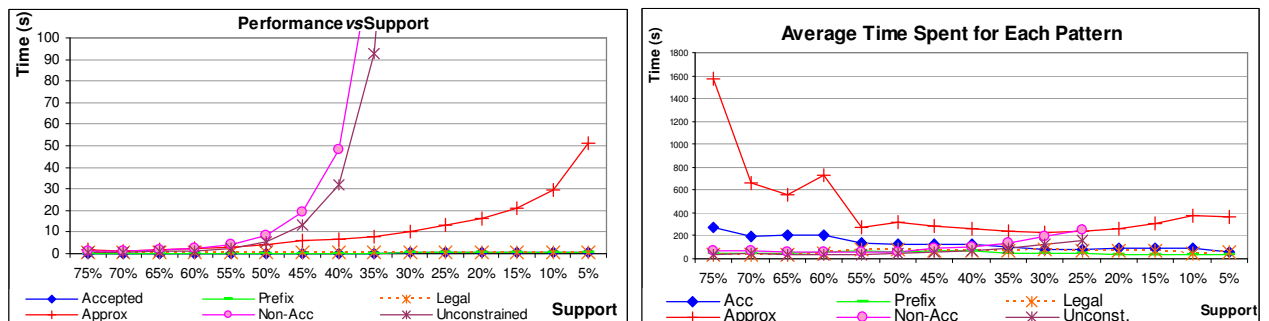 Performance vs Support
Time (s)
100
90
80
70
60
50
40
30
20
10
0
75% 70% 65% 60% 55% 50% 45% 40% 35% 30% 25% 20% 15% 10% 5%
Accepted Prefix Legal Support
Approx Non-Acc Unconstrained
Average Time Spent for Each Pattern
Time (s)
1800
1600
1400
1200
1000
800
600
400
200
0
75% 70% 65% 60% 55% 50% 45% 40% 35% 30% 25% 20% 15% 10% 5%
Acc Prefix Legal Support
Approx Non-Acc Unconst.